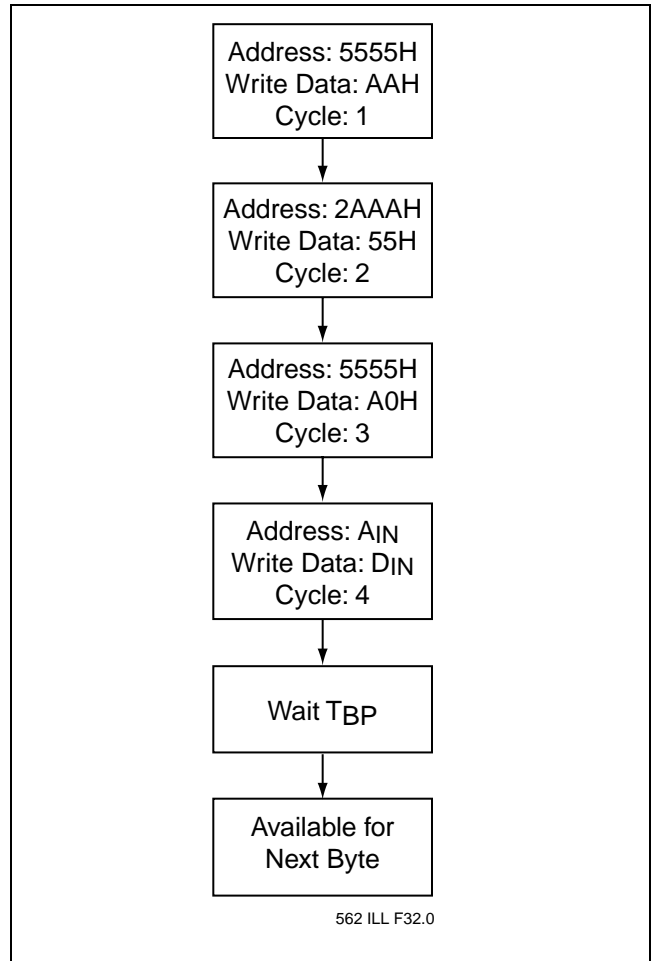 Address: 5555H
Write Data: AAH
Cycle: 1
Address: 2AAAH
Write Data: 55H
Cycle: 2
Address: 5555H
Write Data: A0H
Cycle: 3
Address: AIN
Write Data: DIN
Cycle: 4
Wait TBP
Available for
Next Byte
562 ILL F32.0